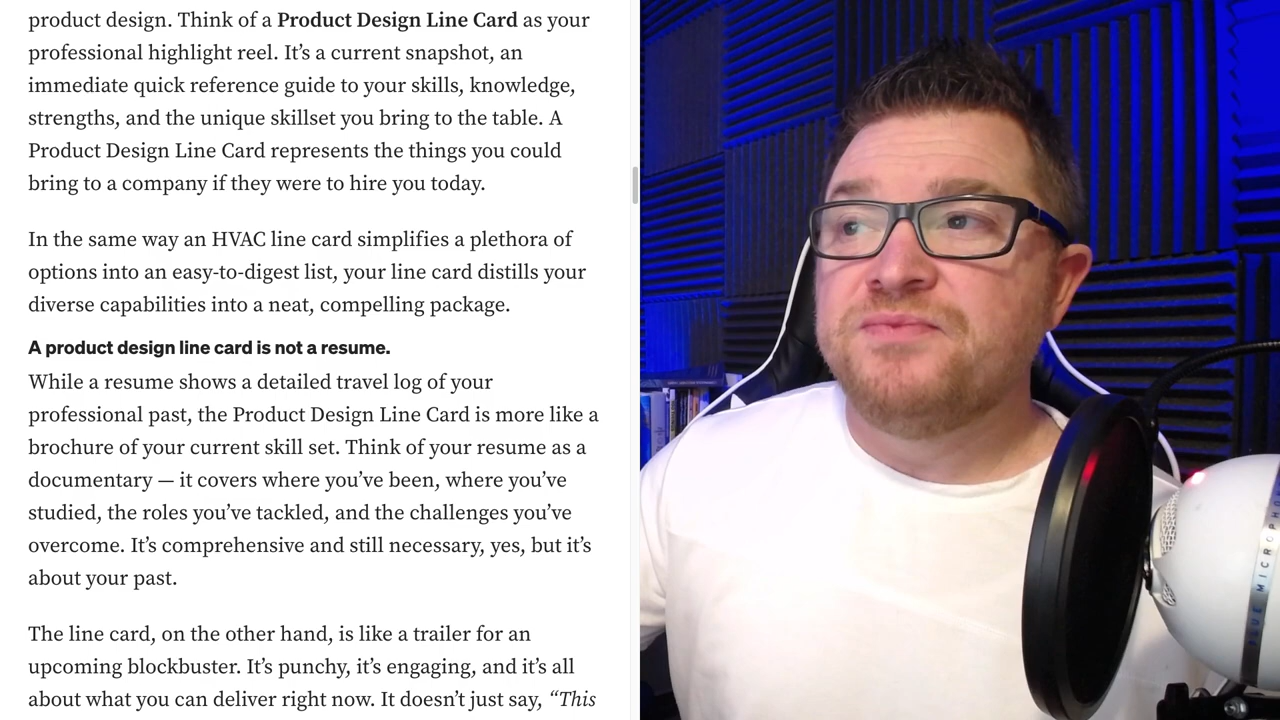 product design. Think of a Product Design Line Card as your
professional highlight reel. It’s a current snapshot, an
immediate quick reference guide to your skills, knowledge,
strengths, and the unique skillset you bring to the table. A
Product Design Line Card represents the things you could
bring to a company if they were to hire you today.
In the same way an HVAC line card simplifies a plethora of
options into an easy-to-digest list, your line card distills your
diverse capabilities into a neat, compelling package.
A product design line card is not a resume.
While a resume shows a detailed travel log of your
professional past, the Product Design Line Card is more like a
brochure of your current skill set. Think of your resume as a
documentary — it covers where you’ve been, where you’ve
studied, the roles you’ve tackled, and the challenges you’ve
overcome. It’s comprehensive and still necessary, yes, but it’s
about your past.
The line card, on the other hand, is like a trailer for an
upcoming blockbuster. It’s punchy, it’s engaging, and it’s all
about what you can deliver right now. It doesn’t just say, “This
BLUE MICROPHO